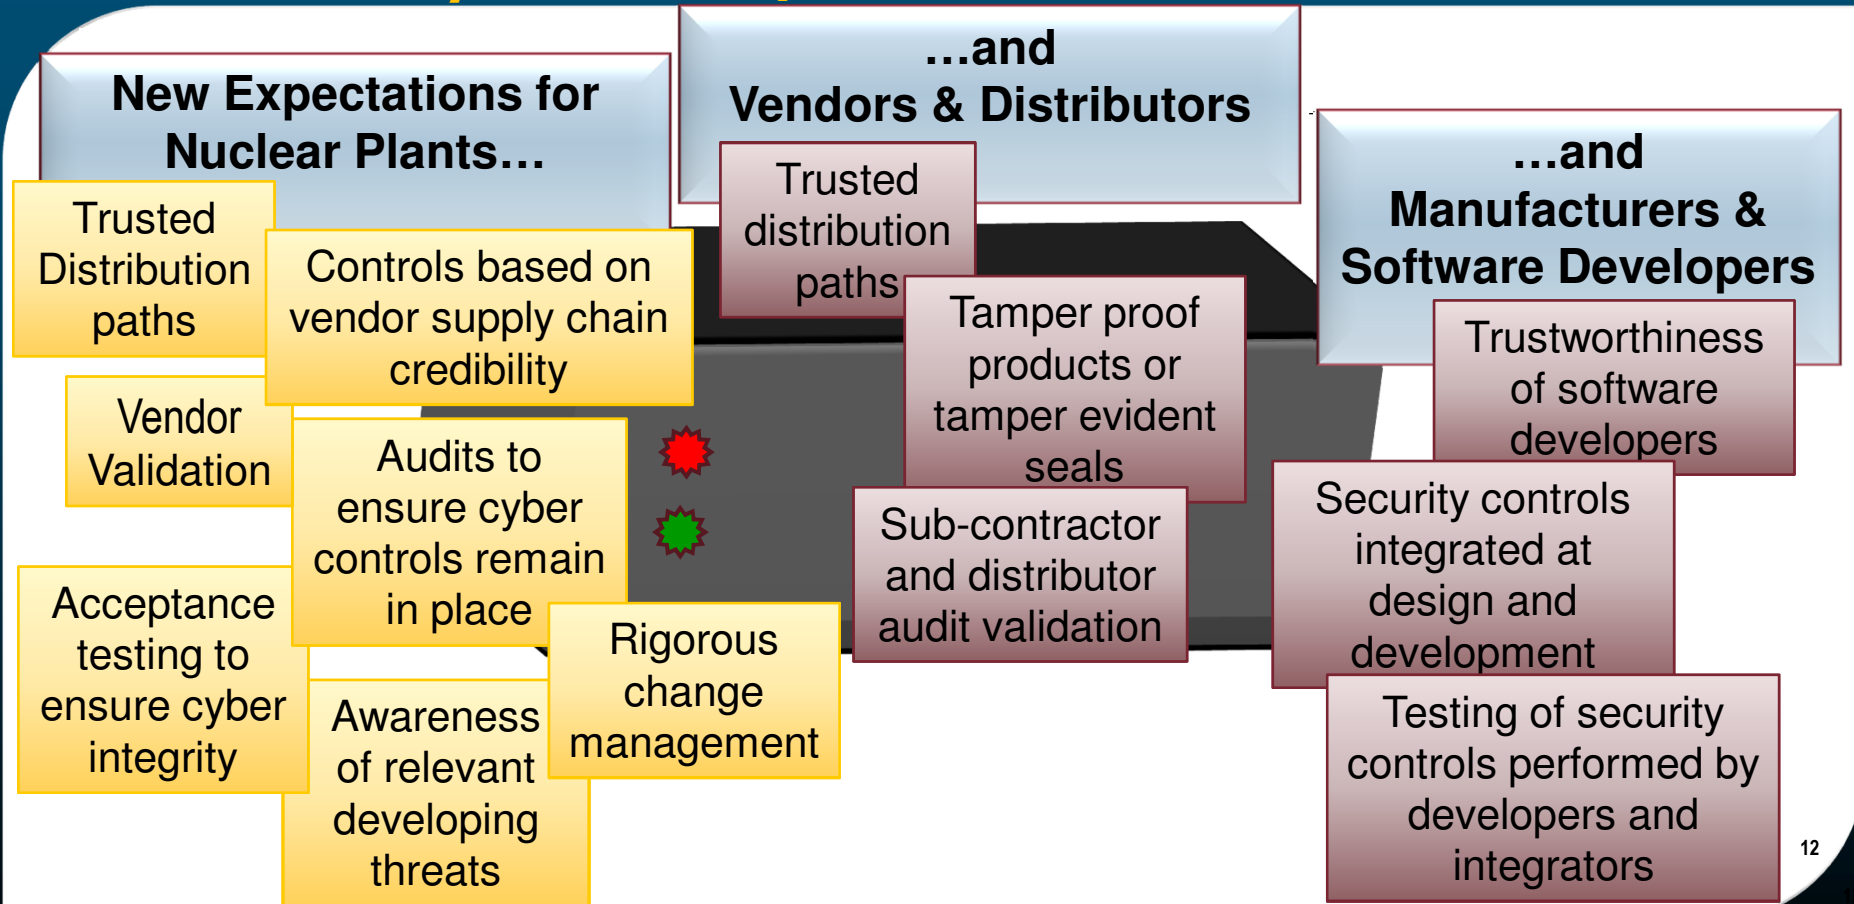 New Expectations for
Nuclear Plants…
Trusted
Distribution
paths
Controls based on
vendor supply chain
credibility
Vendor
Validation
Audits to
ensure cyber
controls remain
in place
Acceptance
testing to
ensure cyber
integrity
Awareness
of relevant
developing
threats
Rigorous
change
management
…and
Vendors & Distributors
Trusted
distribution
paths
Tamper proof
products or
tamper evident
seals
Sub-contractor
and distributor
audit validation
…and
Manufacturers &
Software Developers
Trustworthiness
of software
developers
Security controls
integrated at
design and
development
Testing of security
controls performed by
developers and
integrators
12